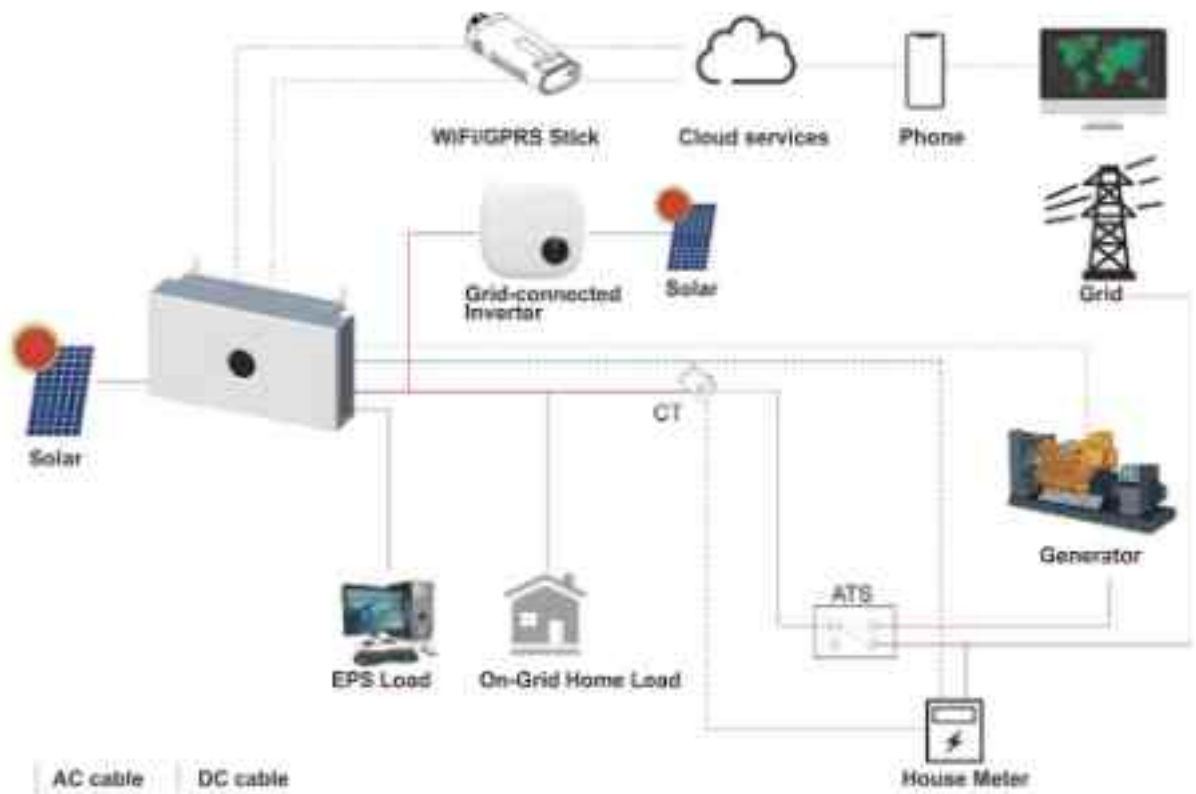 WiFi/GPRS Stick
Cloud services
Phone
Grid-connected
Invertor
Solar
Grid
Solar
CT
Generator
ATS
EPS Load
On-Grid Home Load
House Meter
AC cable
DC cable